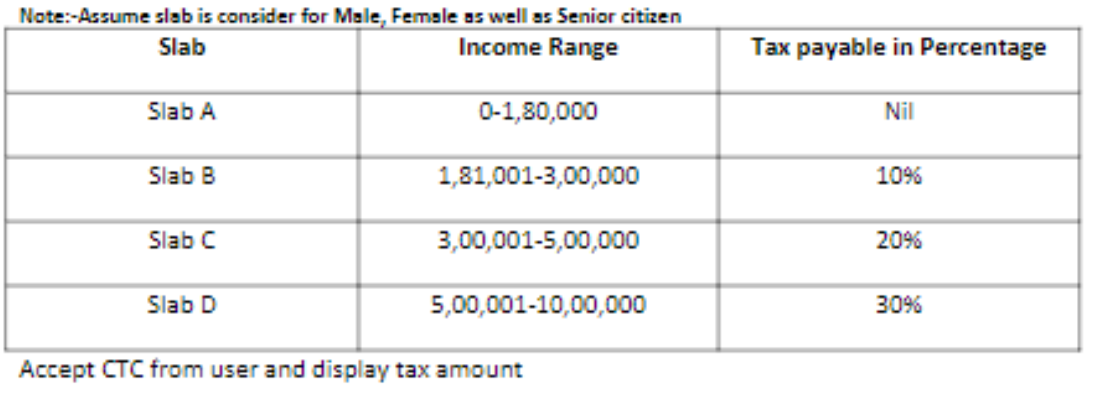 Note:-Assume slab is consider for Male, Female as well as Senior citizen
Slab Income Range Tax payable in Percentage
Slab A 0-1,80,000 Nil
Slab B 1,81,001-3,00,000 10%
Slab C 3,00,001-5,00,000 20%
Slab D 5,00,001-10,00,000 30%
Accept CTC from user and display tax amount